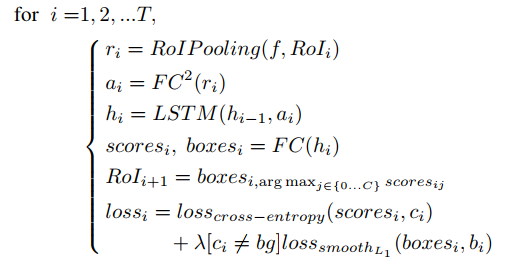 for i =1, 2, ...T,
r_i = RoIPooling(f, RoI_i)
a_i = FC^2(r_i)
h_i = LSTM(h_{i−1}, a_i)
scores_i, boxes_i = FC(h_i)
RoI_{i+1} = boxes_{i,arg max_{j∈{0...C}} scores_{ij}}
loss_i = loss_{cross−entropy}(scores_i, c_i)
+ λ[c_i ≠ bg]loss_{smooth_{L_1}}(boxes_i, b_i)